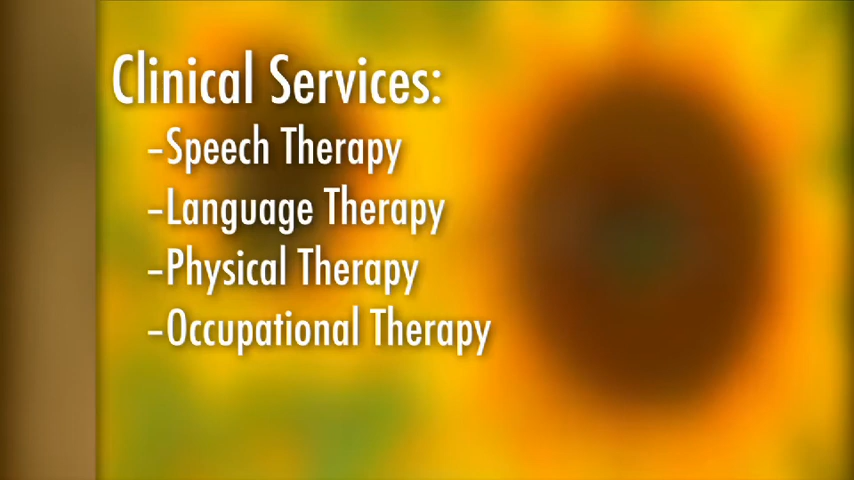 Clinical Services:
–Speech Therapy
–Language Therapy
–Physical Therapy
–Occupational Therapy